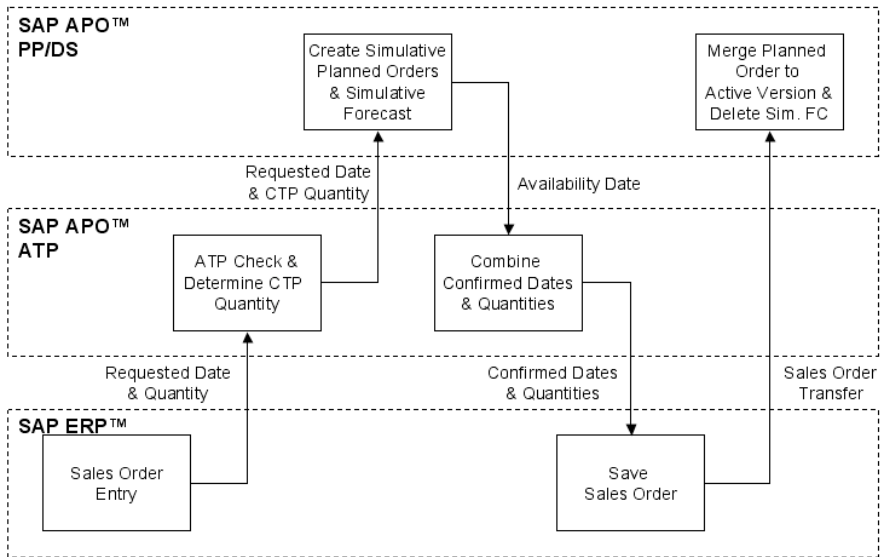 SAP APO™
PP/DS
Create Simulative
Planned Orders
& Simulative
Forecast
Merge Planned
Order to
Active Version &
Delete Sim. FC
Requested Date
& CTP Quantity
Availability Date
SAP APO™
ATP
ATP Check &
Determine CTP
Quantity
Combine
Confirmed Dates
& Quantities
Requested Date
& Quantity
Confirmed Dates
& Quantities
Sales Order
Transfer
SAP ERP™
Sales Order
Entry
Save
Sales Order